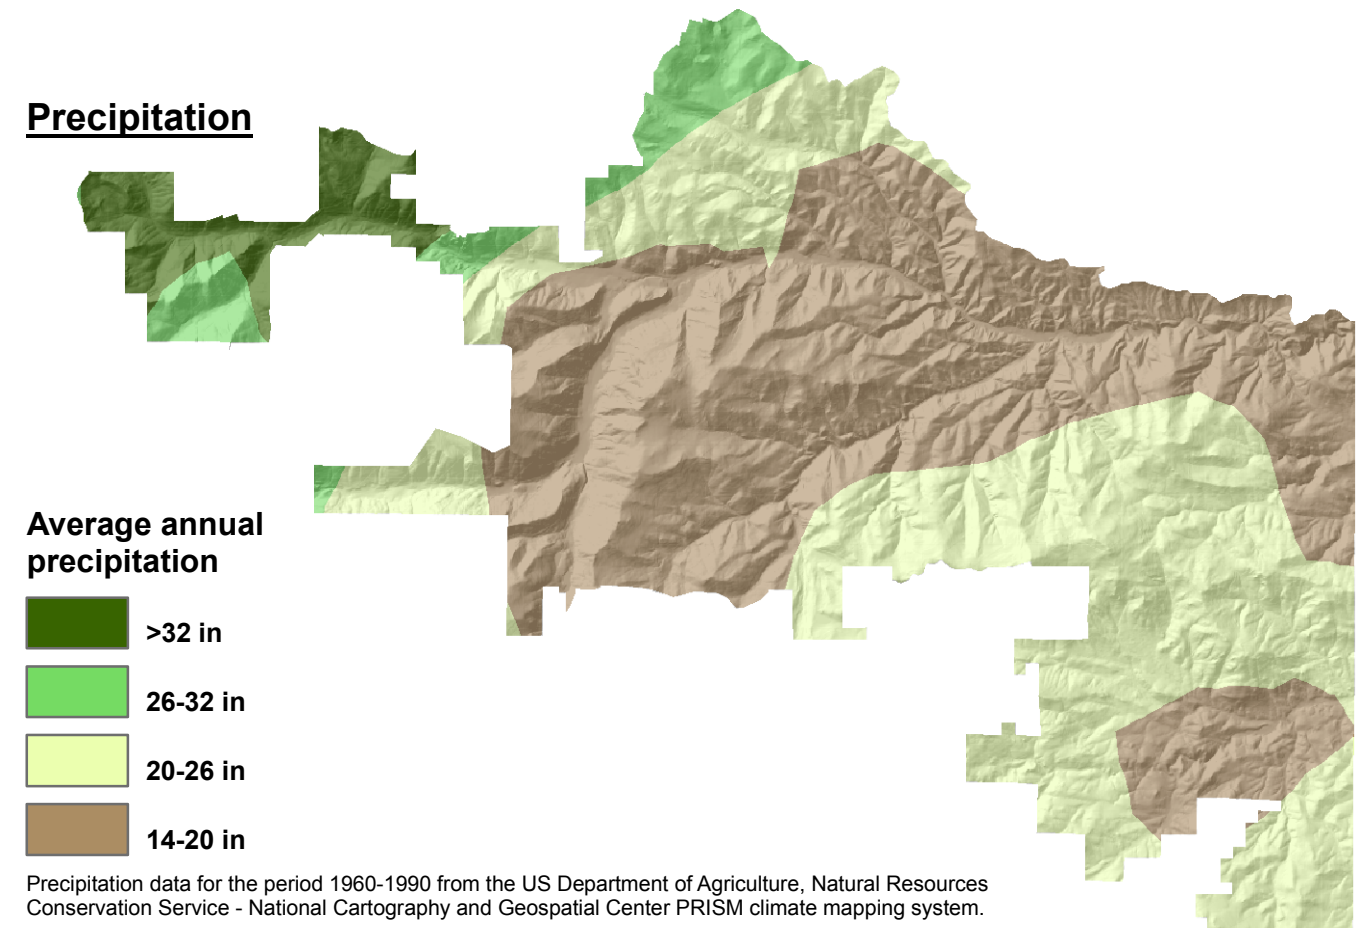 Precipitation
Average annual
precipitation
>32 in
26-32 in
20-26 in
14-20 in
Precipitation data for the period 1960-1990 from the US Department of Agriculture, Natural Resources
Conservation Service - National Cartography and Geospatial Center PRISM climate mapping system.